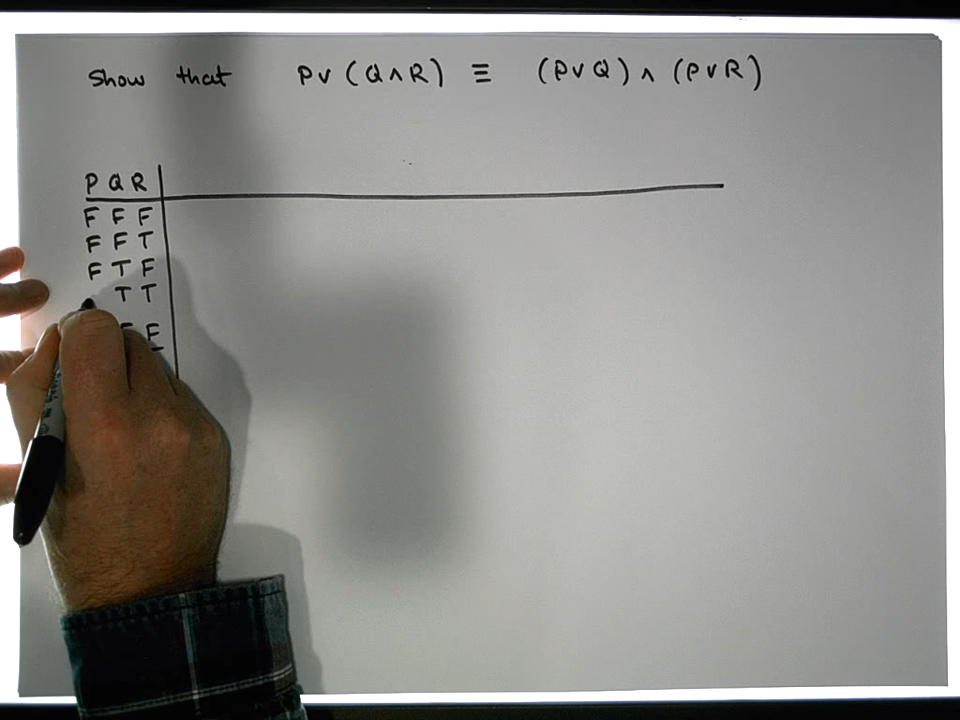 Show that P∨(Q∧R) ≡ (P∨Q)∧(P∨R)
P Q R
F F F
F F T
F T F
T T
F